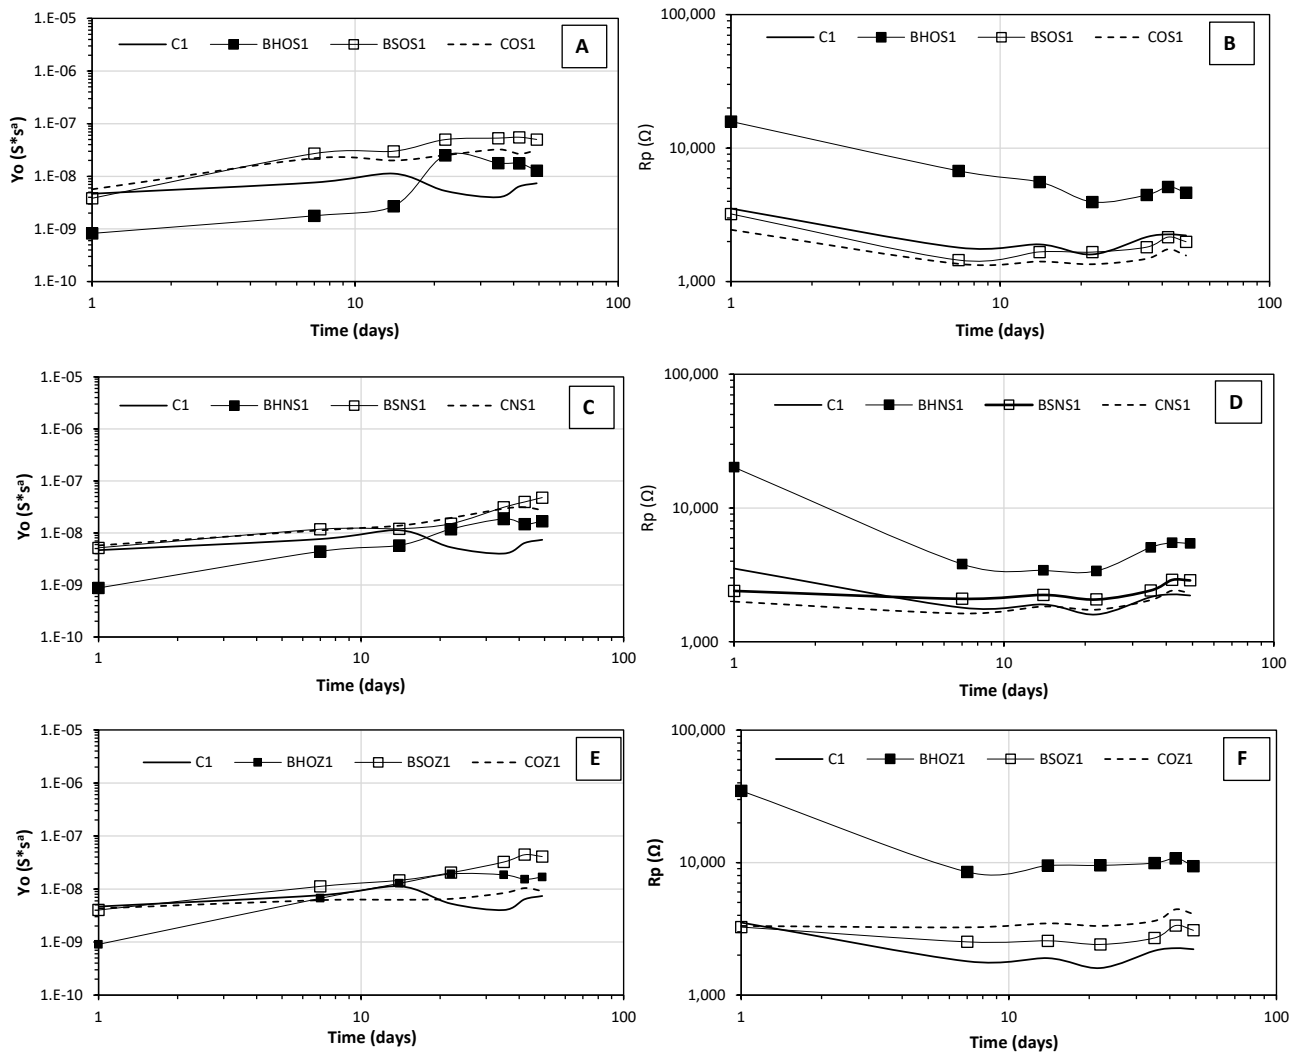 C1 BHOS1 BSOS1 COS1
A
1.E-05
1.E-06
1.E-07
1.E-08
1.E-09
1.E-10
Yo (S*sª)
1 10 100
Time (days)
C1 BHOS1 BSOS1 COS1
B
100,000
10,000
1,000
Rp (Ω)
1 10 100
Time (days)
C1 BHNS1 BSNS1 CNS1
C
1.E-05
1.E-06
1.E-07
1.E-08
1.E-09
1.E-10
Yo (S*sª)
1 10 100
Time (days)
C1 BHNS1 BSNS1 CNS1
D
100,000
10,000
1,000
Rp (Ω)
1 10 100
Time (days)
C1 BHOZ1 BSOZ1 COZ1
E
1.E-05
1.E-06
1.E-07
1.E-08
1.E-09
1.E-10
Yo (S*sª)
1 10 100
Time (days)
C1 BHOZ1 BSOZ1 COZ1
F
100,000
10,000
1,000
Rp (Ω)
1 10 100
Time (days)